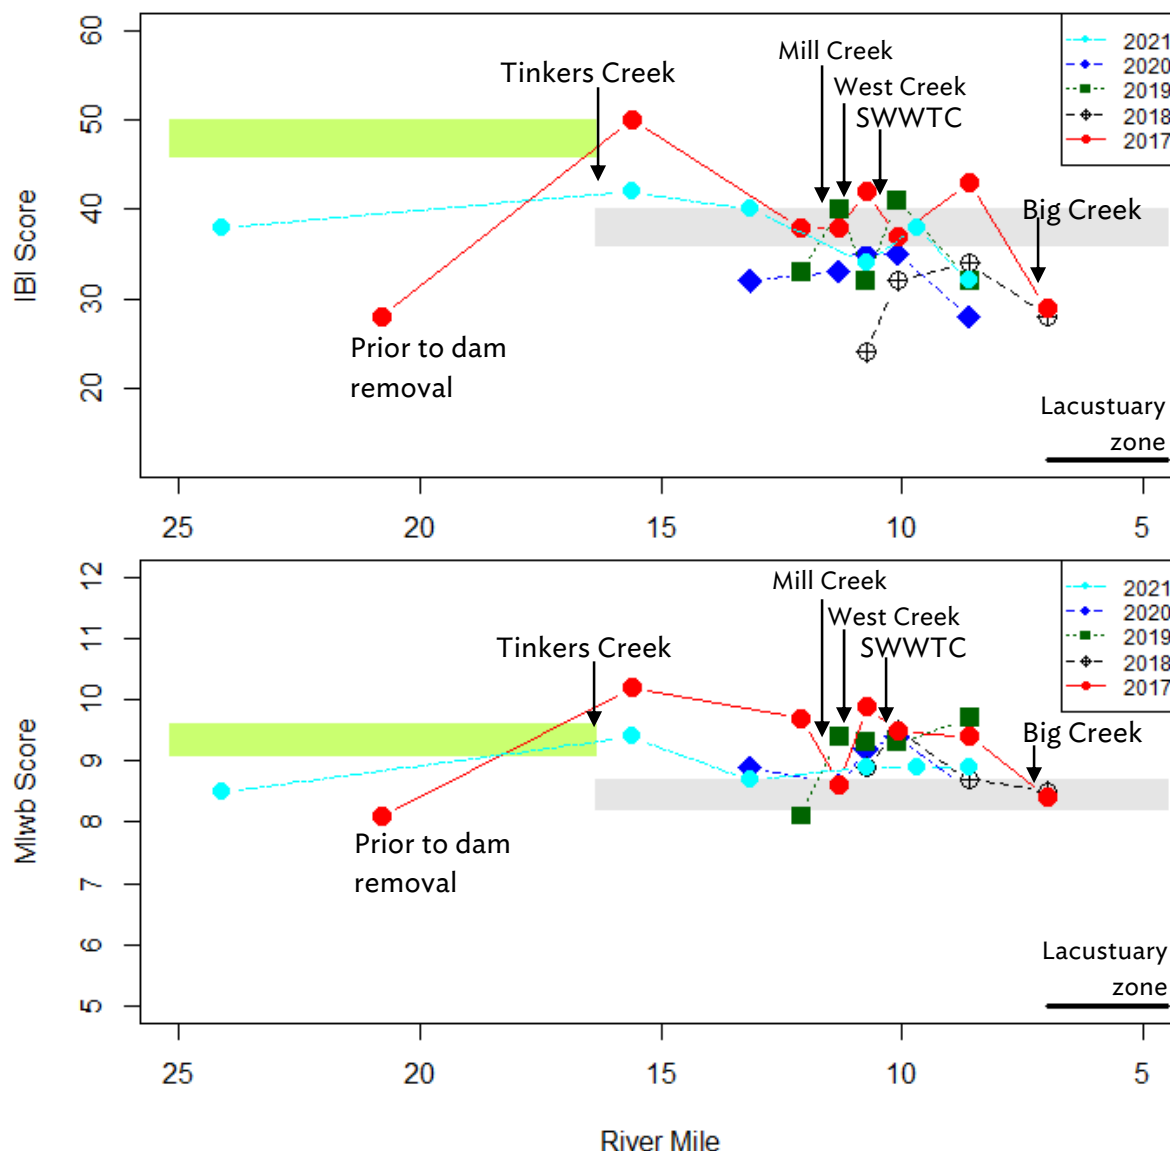 60
50
40
30
20
IBI Score
Tinkers Creek
Mill Creek
West Creek
SWWTC
Big Creek
2021
2020
2019
2018
2017
Prior to dam
removal
Lacustuary
zone
25 20 15 10 5
12
11
10
9
8
7
6
5
MIwb Score
Tinkers Creek
Mill Creek
West Creek
SWWTC
Big Creek
2021
2020
2019
2018
2017
Prior to dam
removal
Lacustuary
zone
25 20 15 10 5
River Mile